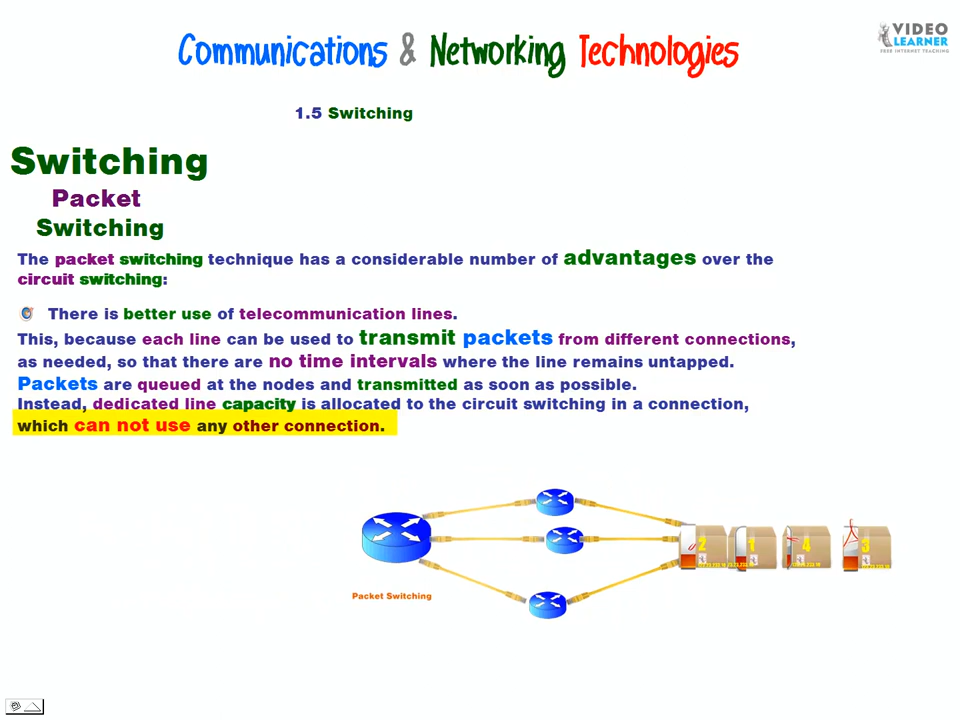 Communications & Networking Technologies
VIDEO
LEARNER
FREE INTERNET TEACHING
1.5 Switching
Switching
Packet
Switching
The packet switching technique has a considerable number of advantages over the
circuit switching:
There is better use of telecommunication lines.
This, because each line can be used to transmit packets from different connections,
as needed, so that there are no time intervals where the line remains untapped.
Packets are queued at the nodes and transmitted as soon as possible.
Instead, dedicated line capacity is allocated to the circuit switching in a connection,
which can not use any other connection.
2 1 4 3
Packet Switching